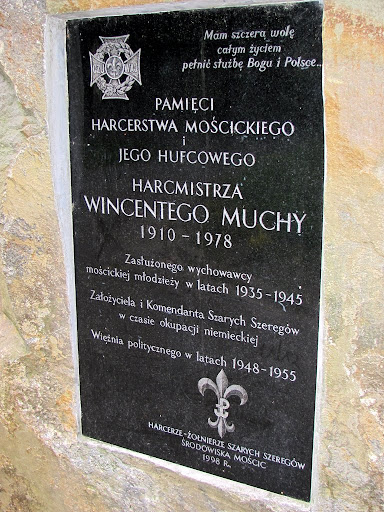 Mam szczerą wolę
całym życiem
pełnić służbę Bogu i Polsce...
PAMIĘCI
HARCERSTWA MOŚCICKIEGO
i
JEGO HUFCOWEGO
HARCMISTRZA
WINCENTEGO MUCHY
1910 - 1978
Zasłużonego wychowawcy
mościckiej młodzieży w latach 1935-1945
Założyciela i Komendanta Szarych Szeregów
w czasie okupacji niemieckiej
Więźnia politycznego w latach 1948-1955
HARCERZE-ŻOŁNIERZE SZARYCH SZEREGÓW
ŚRODOWISKA MOŚCIC
1998 R.